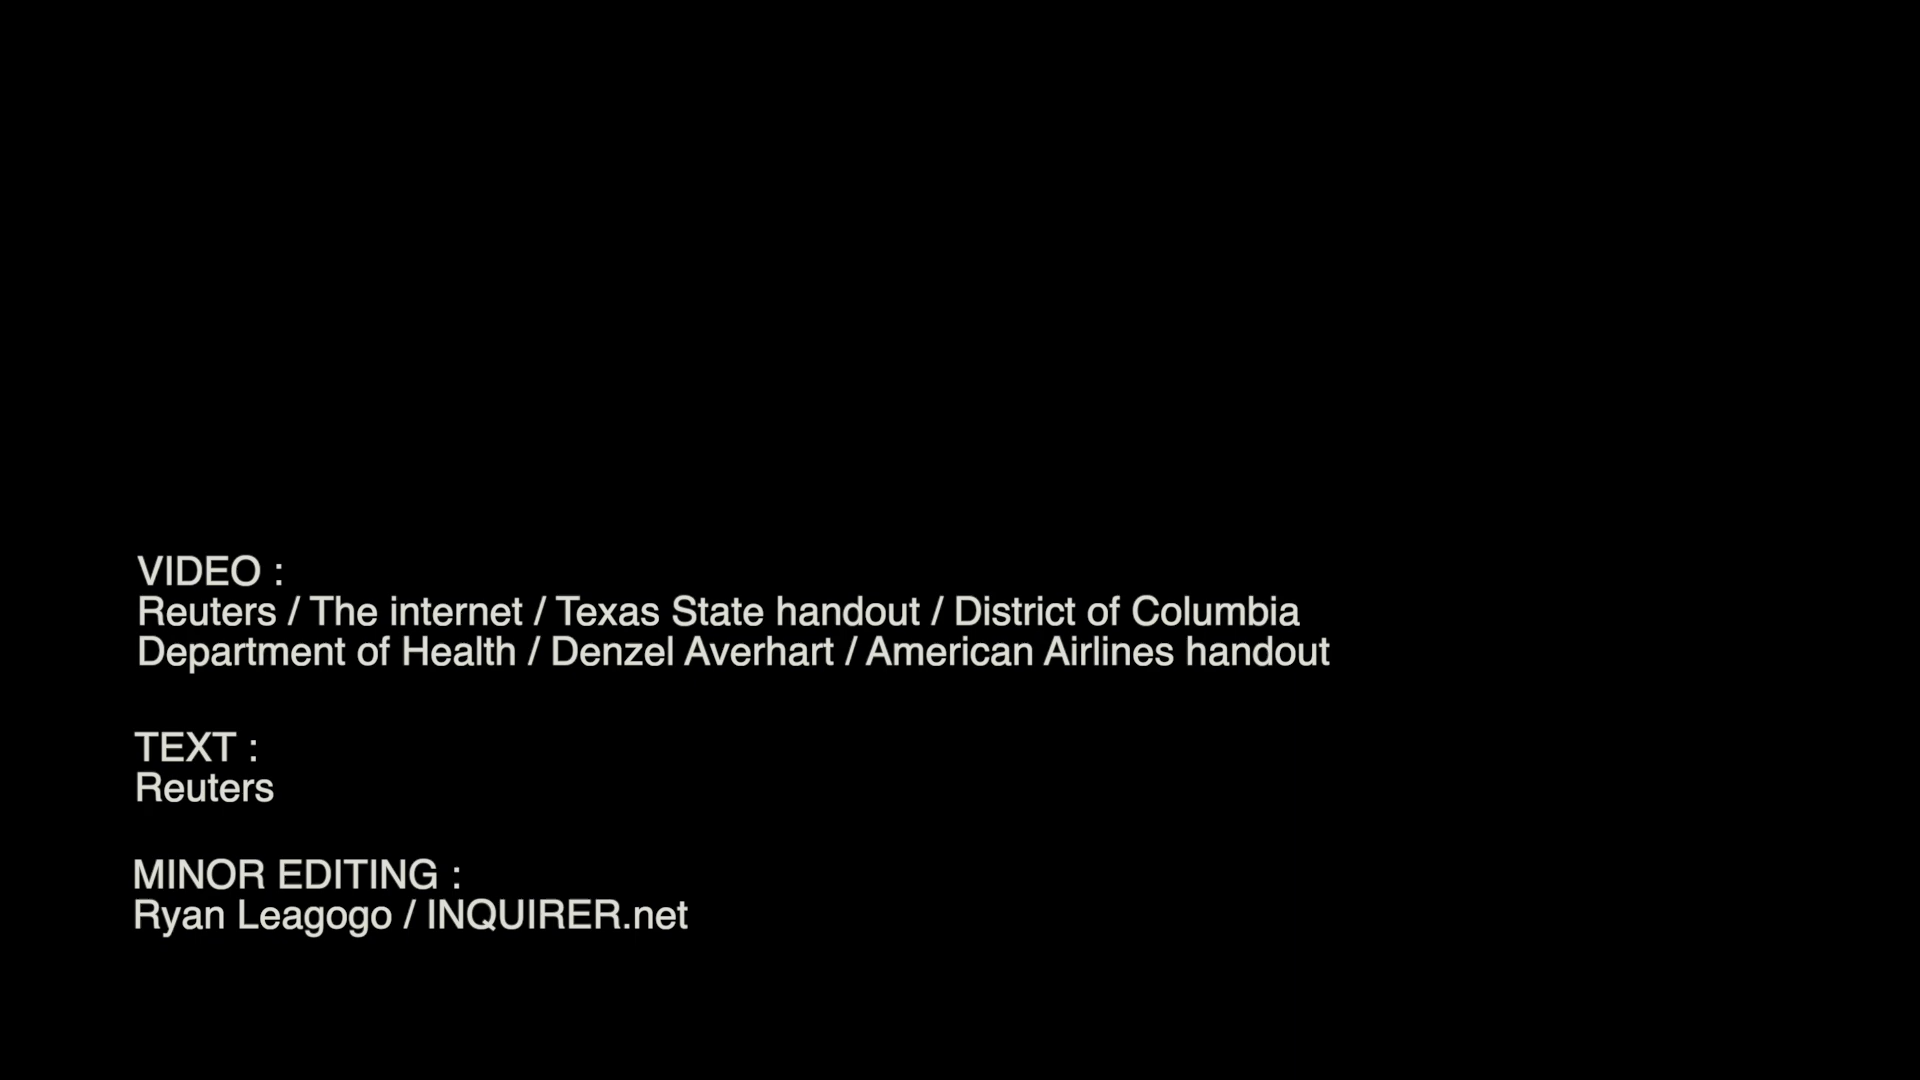 VIDEO :
Reuters / The internet / Texas State handout / District of Columbia
Department of Health / Denzel Averhart / American Airlines handout
TEXT :
Reuters
MINOR EDITING :
Ryan Leagogo / INQUIRER.net